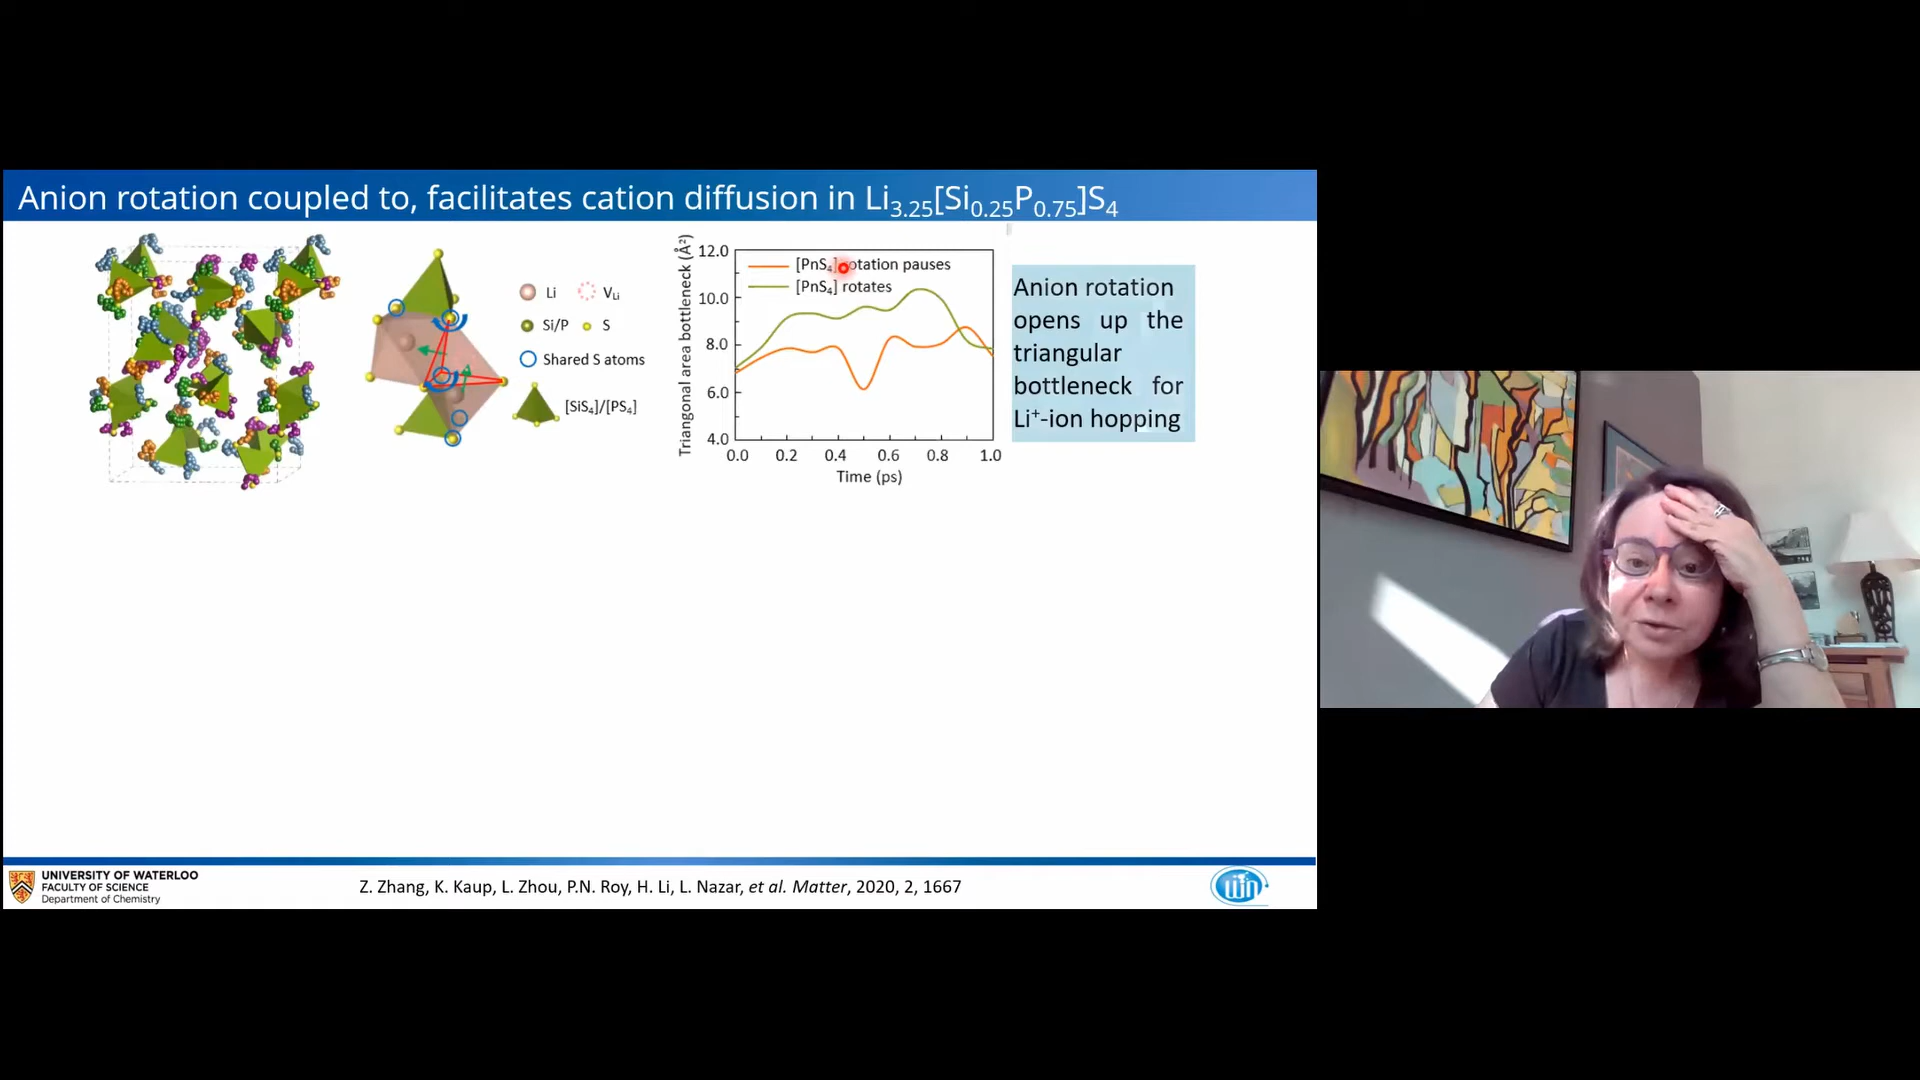 Anion rotation coupled to, facilitates cation diffusion in Li3.25[Si0.25P0.75]S4
Li
VLi
Si/P
S
Shared S atoms
[SiS4]/[PS4]
Triagonal area bottleneck (Å2)
12.0
10.0
8.0
6.0
4.0
[PnS4] rotation pauses
[PnS4] rotates
0.0 0.2 0.4 0.6 0.8 1.0
Time (ps)
Anion rotation
opens up the
triangular
bottleneck for
Li+-ion hopping
UNIVERSITY OF WATERLOO
FACULTY OF SCIENCE
Department of Chemistry
Z. Zhang, K. Kaup, L. Zhou, P.N. Roy, H. Li, L. Nazar, et al. Matter, 2020, 2, 1667
win